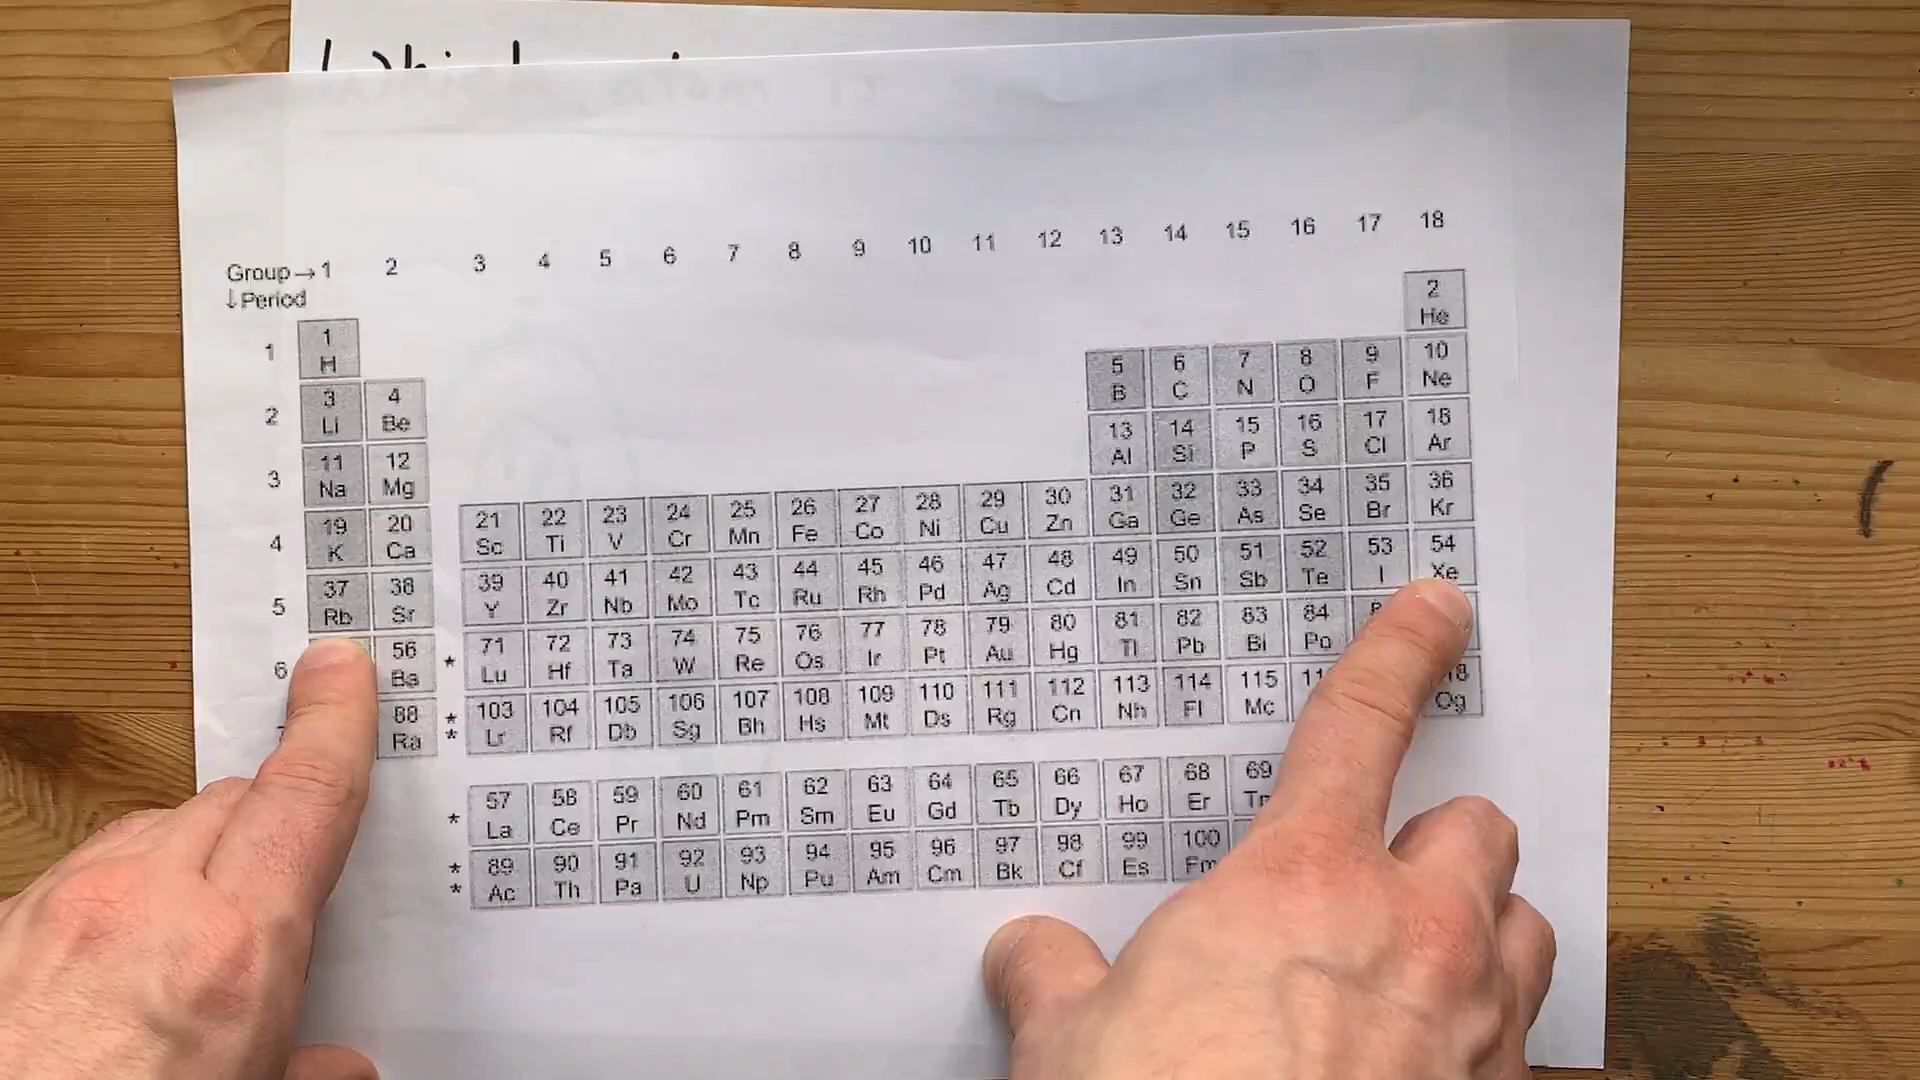 3 4 5 6 7 8 9 10 11 12 13 14 15 16 17 18
Group→1 2
↓Period
2
He
1
1
H
5 6 7 8 9 10
B C N O F Ne
2
3 4
Li Be
13 14 15 16 17 18
Al Si P S Cl Ar
3
11 12
Na Mg
4
19 20 21 22 23 24 25 26 27 28 29 30 31 32 33 34 35 36
K Ca Sc Ti V Cr Mn Fe Co Ni Cu Zn Ga Ge As Se Br Kr
5
37 38 39 40 41 42 43 44 45 46 47 48 49 50 51 52 53 54
Rb Sr Y Zr Nb Mo Tc Ru Rh Pd Ag Cd In Sn Sb Te I Xe
6
56 * 71 72 73 74 75 76 77 78 79 80 81 82 83 84
Ba Lu Hf Ta W Re Os Ir Pt Au Hg Tl Pb Bi Po
88 * 103 104 105 106 107 108 109 110 111 112 113 114 115
Ra * Lr Rf Db Sg Bh Hs Mt Ds Rg Cn Nh Fl Mc Og
* 57 58 59 60 61 62 63 64 65 66 67 68 69
La Ce Pr Nd Pm Sm Eu Gd Tb Dy Ho Er
* 89 90 91 92 93 94 95 96 97 98 99 100
* Ac Th Pa U Np Pu Am Cm Bk Cf Es Fm